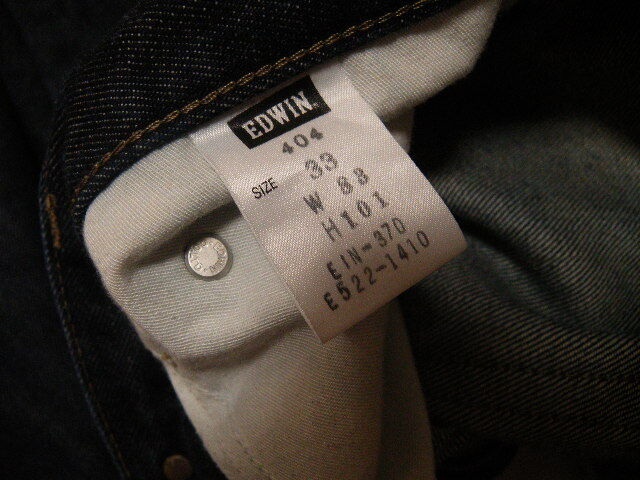 EDWIN
404
SIZE 33
W 83
H101
EIN-370
E522-1410